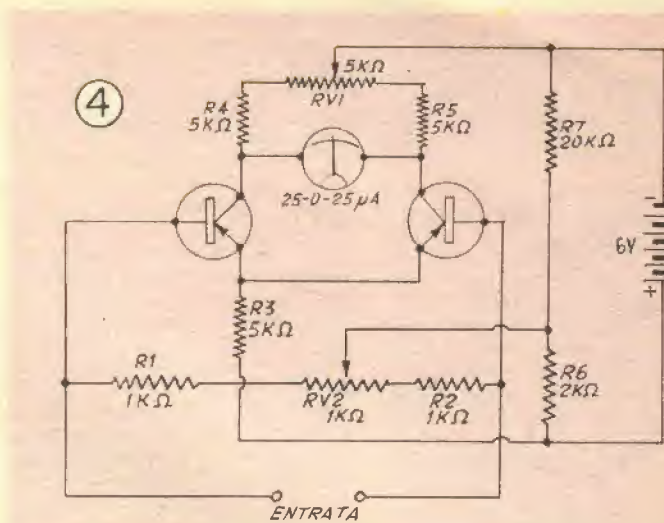 4
5KΩ
RV1
R4
5KΩ
R5
5KΩ
R7
20KΩ
25-0-25µA
6V
+
R3
5KΩ
R1
1KΩ
RV2
1KΩ
R2
1KΩ
R6
2KΩ
ENTRATA